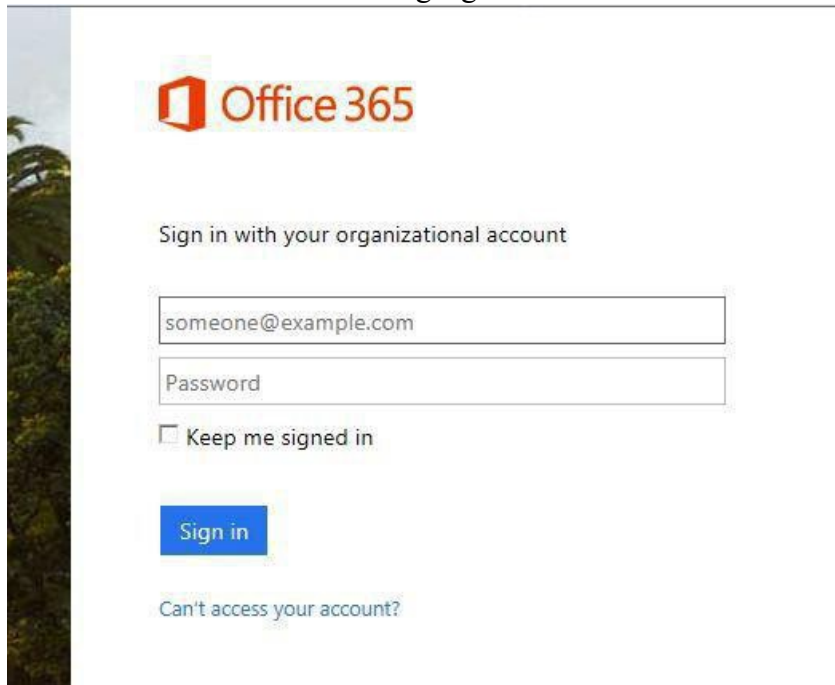 Office 365
Sign in with your organizational account
someone@example.com
Password
Keep me signed in
Sign in
Can't access your account?